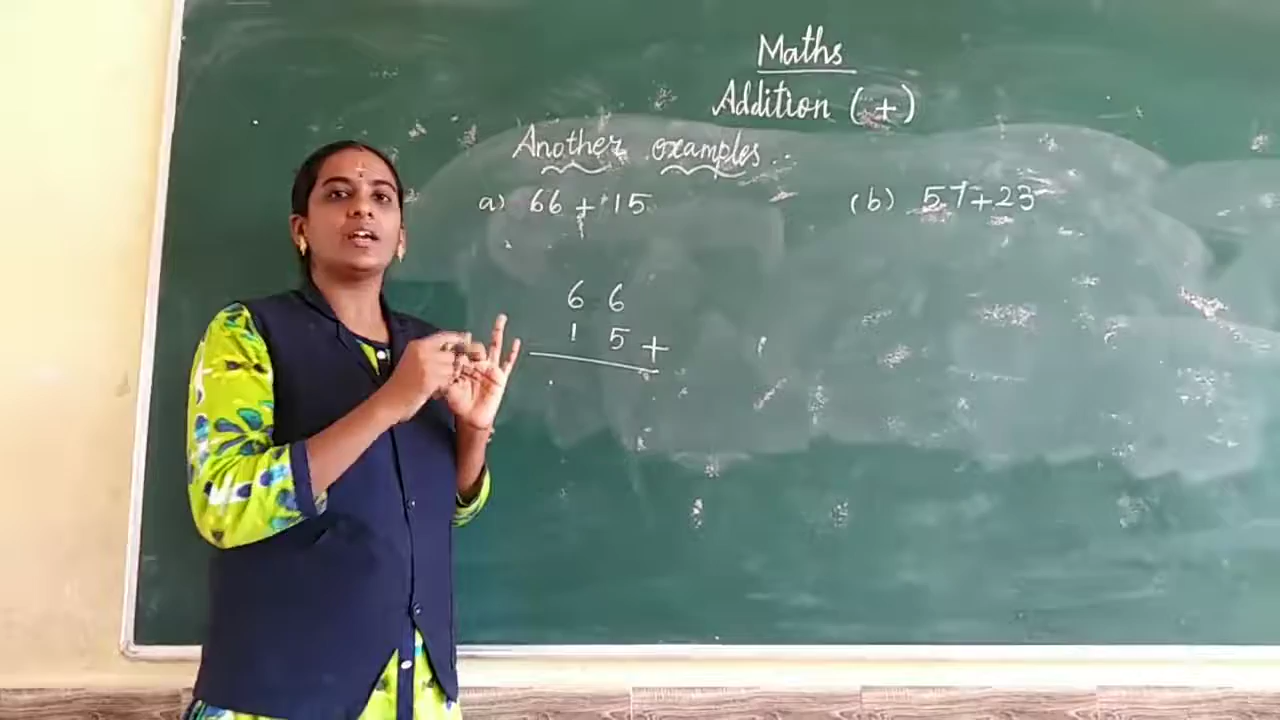 Maths
Addition (+)
Another examples..
a) 66 + 15
(b) 57+23
6 6
1 5 +